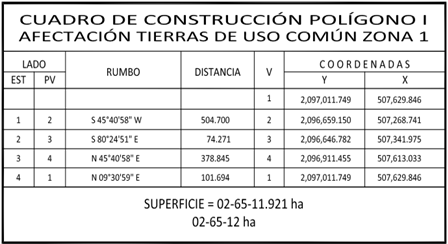 CUADRO DE CONSTRUCCIÓN POLÍGONO I
AFECTACIÓN TIERRAS DE USO COMÚN ZONA 1
LADO RUMBO DISTANCIA V COORDENADAS
EST PV Y X
1 2,097,011.749 507,629.846
1 2 S 45°40'58" W 504.700 2 2,096,659.150 507,268.741
2 3 S 80°24'51" E 74.271 3 2,096,646.782 507,341.975
3 4 N 45°40'58" E 378.845 4 2,096,911.455 507,613.033
4 1 N 09°30'59" E 101.694 1 2,097,011.749 507,629.846
SUPERFICIE = 02-65-11.921 ha
02-65-12 ha